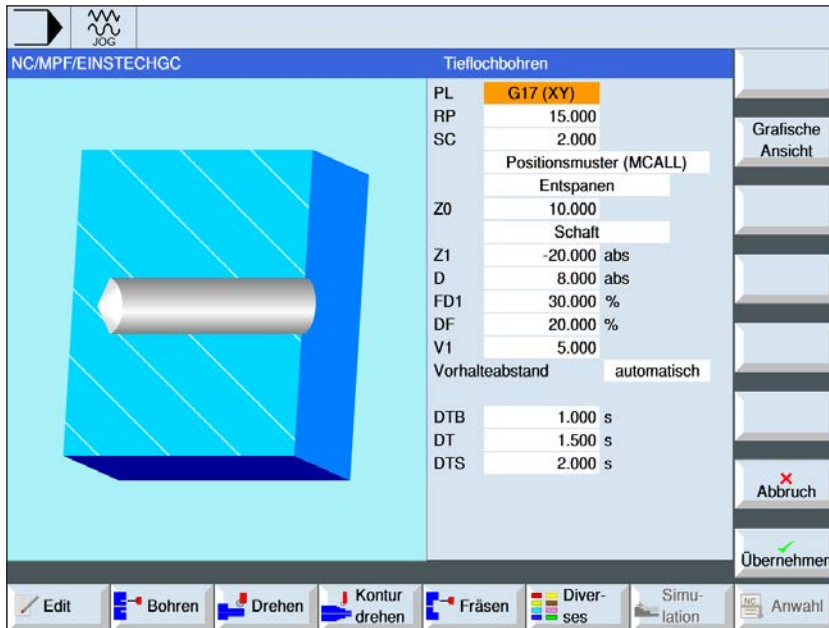 JOG
NC/MPF/EINSTECHGC
Tieflochbohren
PL G17 (XY)
RP 15.000
SC 2.000
Positionsmuster (MCALL)
Entspanen
Z0 10.000
Schaft
Z1 -20.000 abs
D 8.000 abs
FD1 30.000 %
DF 20.000 %
V1 5.000
Vorhalteabstand automatisch
DTB 1.000 s
DT 1.500 s
DTS 2.000 s
Grafische
Ansicht
Abbruch
Übernehmen
Edit
Bohren
Drehen
Kontur
drehen
Fräsen
Diver-
ses
Simu-
lation
NC
Anwahl